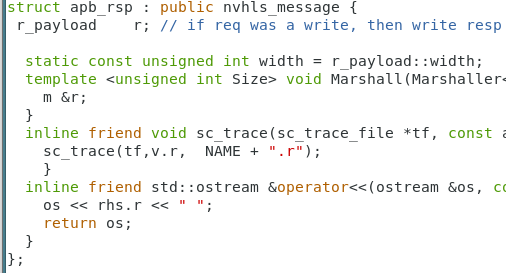 struct apb_rsp : public nvhls_message {
 r_payload    r; // if req was a write, then write resp

  static const unsigned int width = r_payload::width;
  template <unsigned int Size> void Marshall(Marshaller<
    m &r;
  }
  inline friend void sc_trace(sc_trace_file *tf, const a
    sc_trace(tf,v.r,  NAME + ".r");
    }
  inline friend std::ostream &operator<<(ostream &os, co
    os << rhs.r << " ";
    return os;
  }
};